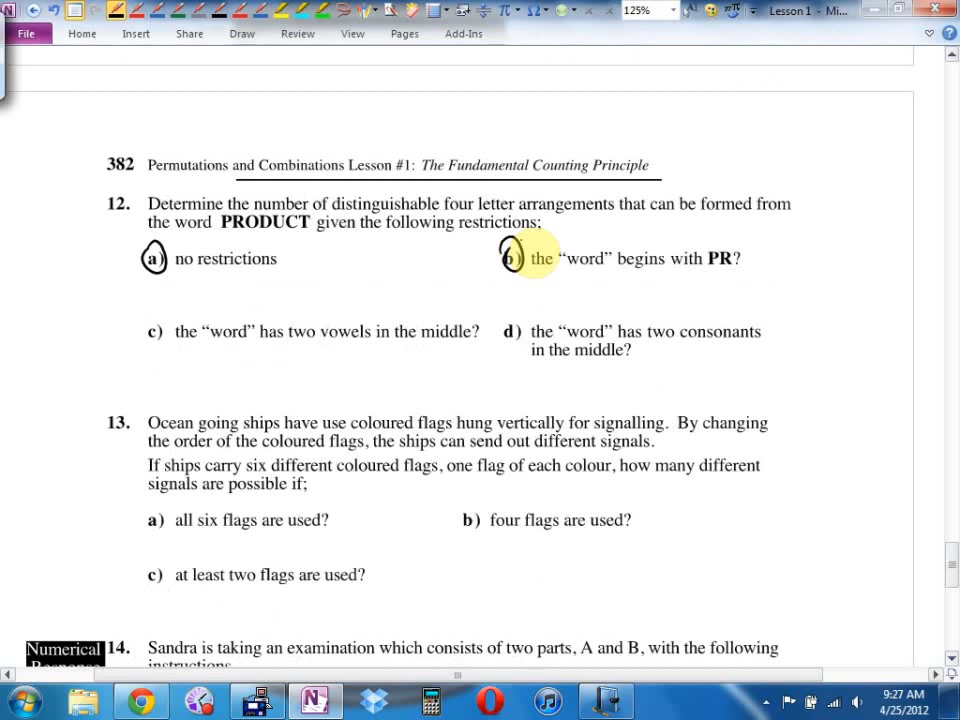 125% Lesson 1 - Mi...
File Home Insert Share Draw Review View Pages Add-Ins
382 Permutations and Combinations Lesson #1: The Fundamental Counting Principle
12. Determine the number of distinguishable four letter arrangements that can be formed from
the word PRODUCT given the following restrictions;
a) no restrictions b) the “word” begins with PR?
c) the “word” has two vowels in the middle? d) the “word” has two consonants
in the middle?
13. Ocean going ships have use coloured flags hung vertically for signalling. By changing
the order of the coloured flags, the ships can send out different signals.
If ships carry six different coloured flags, one flag of each colour, how many different
signals are possible if;
a) all six flags are used? b) four flags are used?
c) at least two flags are used?
Numerical 14. Sandra is taking an examination which consists of two parts, A and B, with the following
Response instructions
9:27 AM
4/25/2012